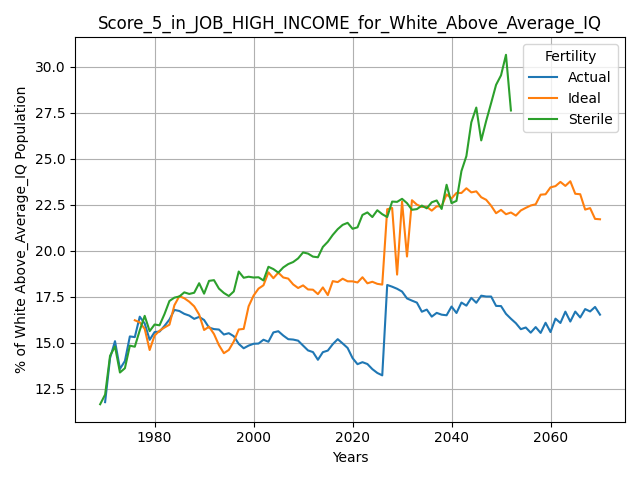 Score_5_in_JOB_HIGH_INCOME_for_White_Above_Average_IQ
% of White Above_Average_IQ Population
30.0
27.5
25.0
22.5
20.0
17.5
15.0
12.5
Fertility
Actual
Ideal
Sterile
1980
2000
2020
2040
2060
Years